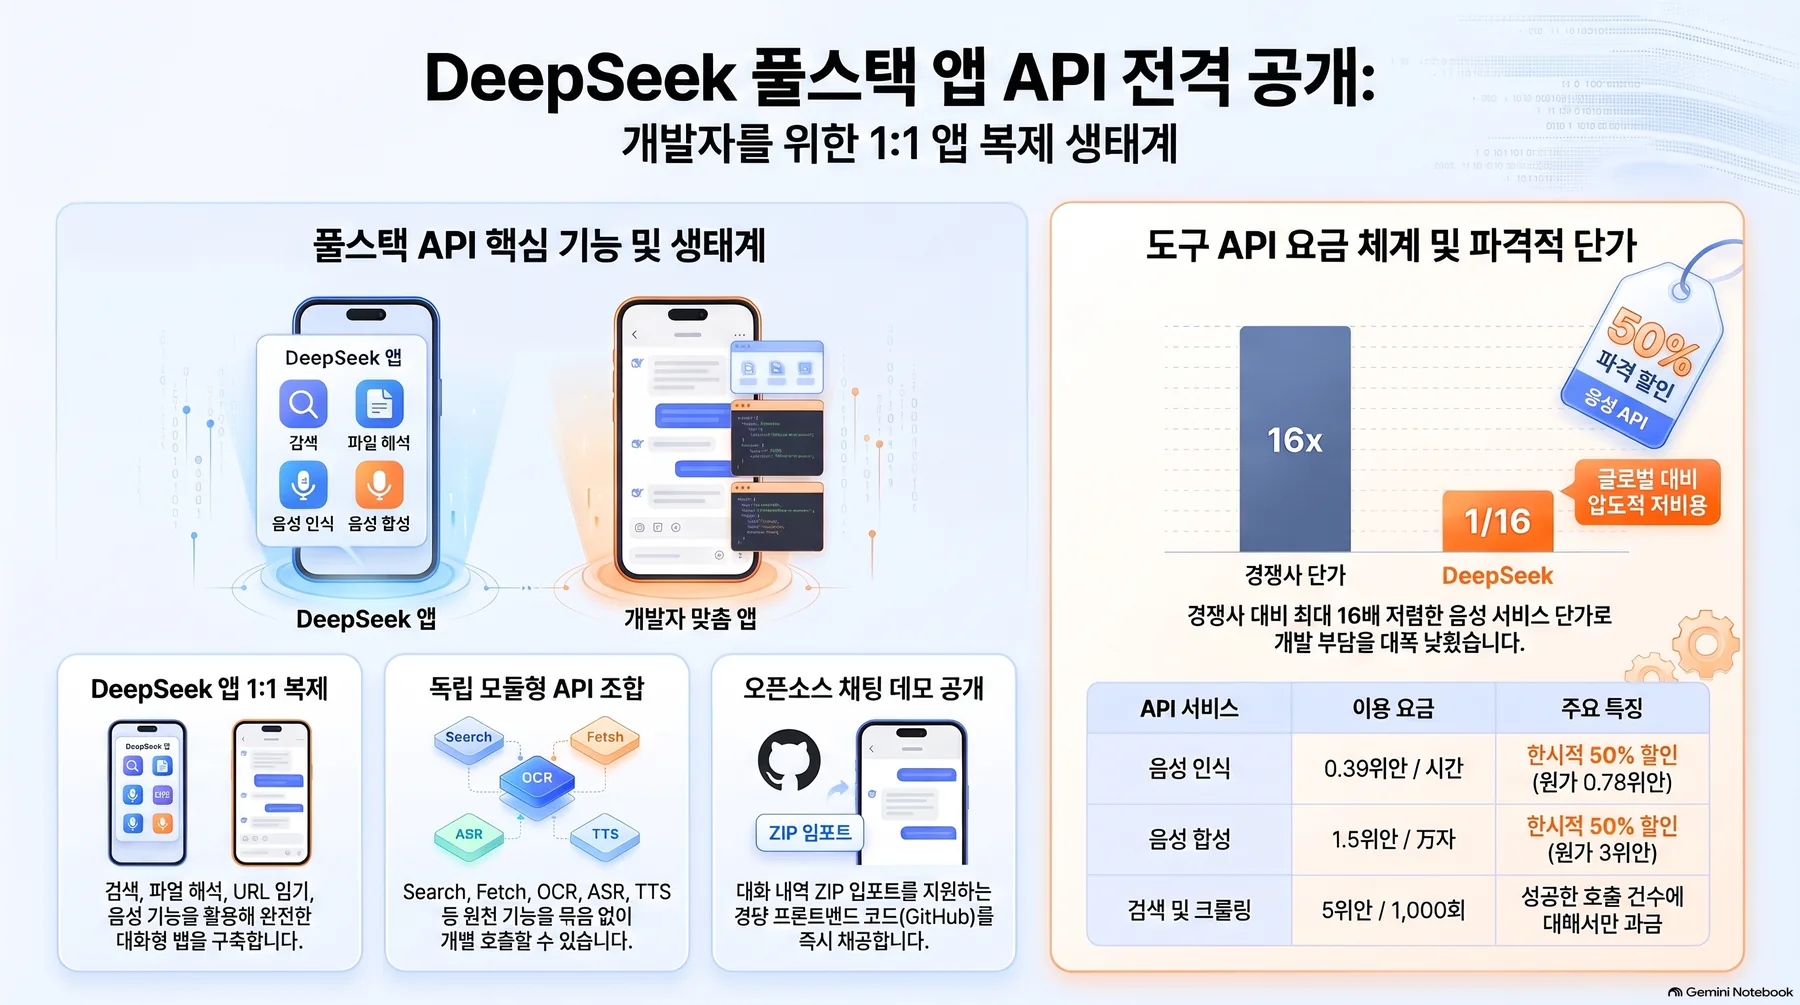 DeepSeek 풀스택 앱 API 전격 공개:
개발자를 위한 1:1 앱 복제 생태계
풀스택 API 핵심 기능 및 생태계
DeepSeek 앱
검색
파일 해석
음성 인식
음성 합성
DeepSeek 앱
개발자 맞춤 앱
DeepSeek 앱 1:1 복제
DeepSeek 앱
검색, 파얼 해석, URL 임기,
음성 기능을 활용해 완전한
대화형 뱁을 구축합니다.
독립 모둘형 API 조합
Seerch
Fetsh
OCR
ASR
TTS
Search, Fetch, OCR, ASR, TTS
등 원천 기능을 묶음 없이
개별 호출할 수 있습니다.
오픈소스 채팅 데모 공개
ZIP 임포트
대화 내역 ZIP 입포트를 지원하는
경량 프론트밴드 코드(GitHub)를
즉시 채공합니다.
도구 API 요금 체계 및 파격적 단가
50%
파격 할인
응성 API
16x
글로벌 대비
압도적 저비용
1/16
경쟁사 단가
DeepSeek
경쟁사 대비 최대 16배 저렴한 음성 서비스 단가로
개발 부담을 대폭 낮췄습니다.
API 서비스
이용 요금
주요 특징
음성 인식
0.39위안 / 시간
한시적 50% 할인
(원가 0.78위안)
음성 합성
1.5위안 / 万자
한시적 50% 할인
(원가 3위안)
검색 및 크룰링
5위안 / 1,000회
성공한 호출 건수에
대해서만 과금
Gemini Notebook